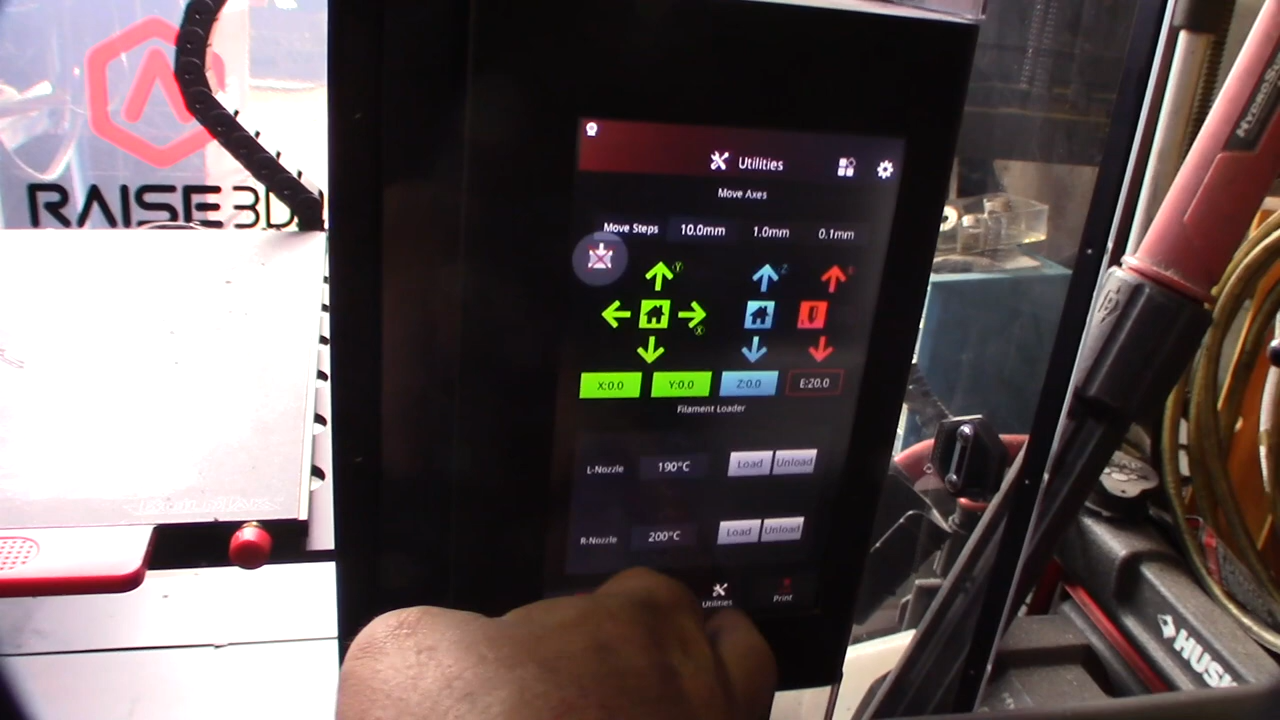 RAISE3D
Utilities
Move Axes
Move Steps 10.0mm 1.0mm 0.1mm
Y
Z
X
X:0.0 Y:0.0 Z:0.0 E:20.0
Filament Loader
L-Nozzle 190°C Load Unload
R-Nozzle 200°C Load Unload
Utilities Print